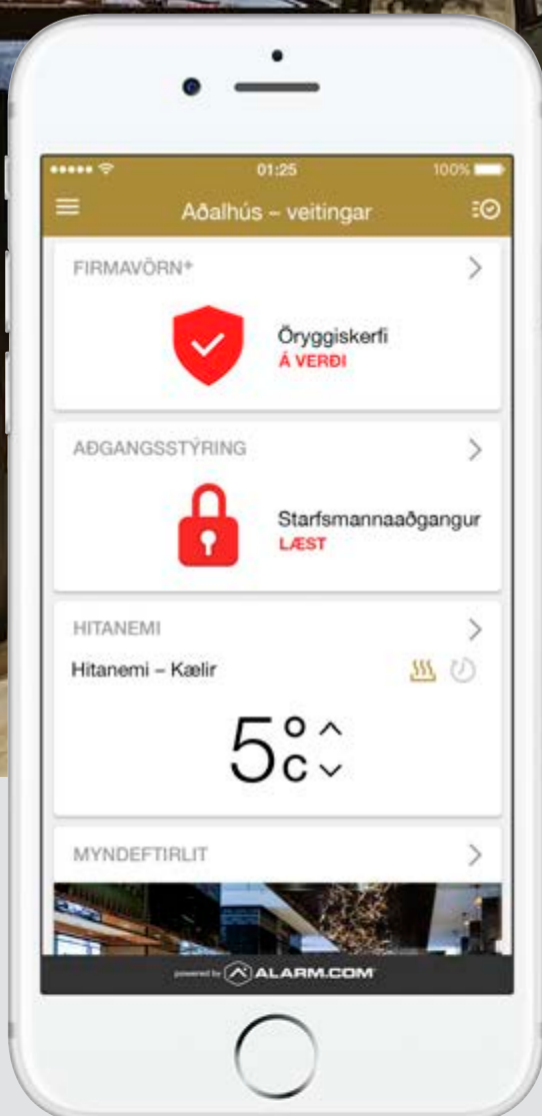 01:25
100%
Aðalhús – veitingar
FIRMAVÖRN+
Öryggiskerfi
Á VERÐI
AÐGANGSSTÝRING
Starfsmannaaðgangur
LÆST
HITANEMI
Hitanemi – Kælir
5°C
MYNDEFTIRLIT
powered by ALARM.COM